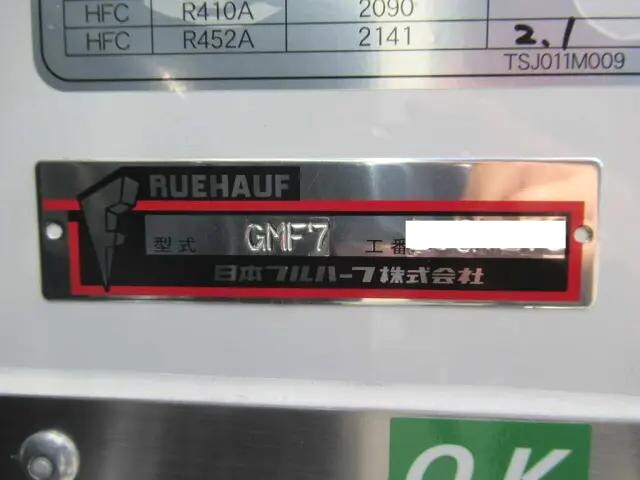 HFC R410A 2090
HFC R452A 2141 2.1
TSJ011M009
RUEHAUF
型式 GMF7 工番
日本フルハーフ株式会社
OK